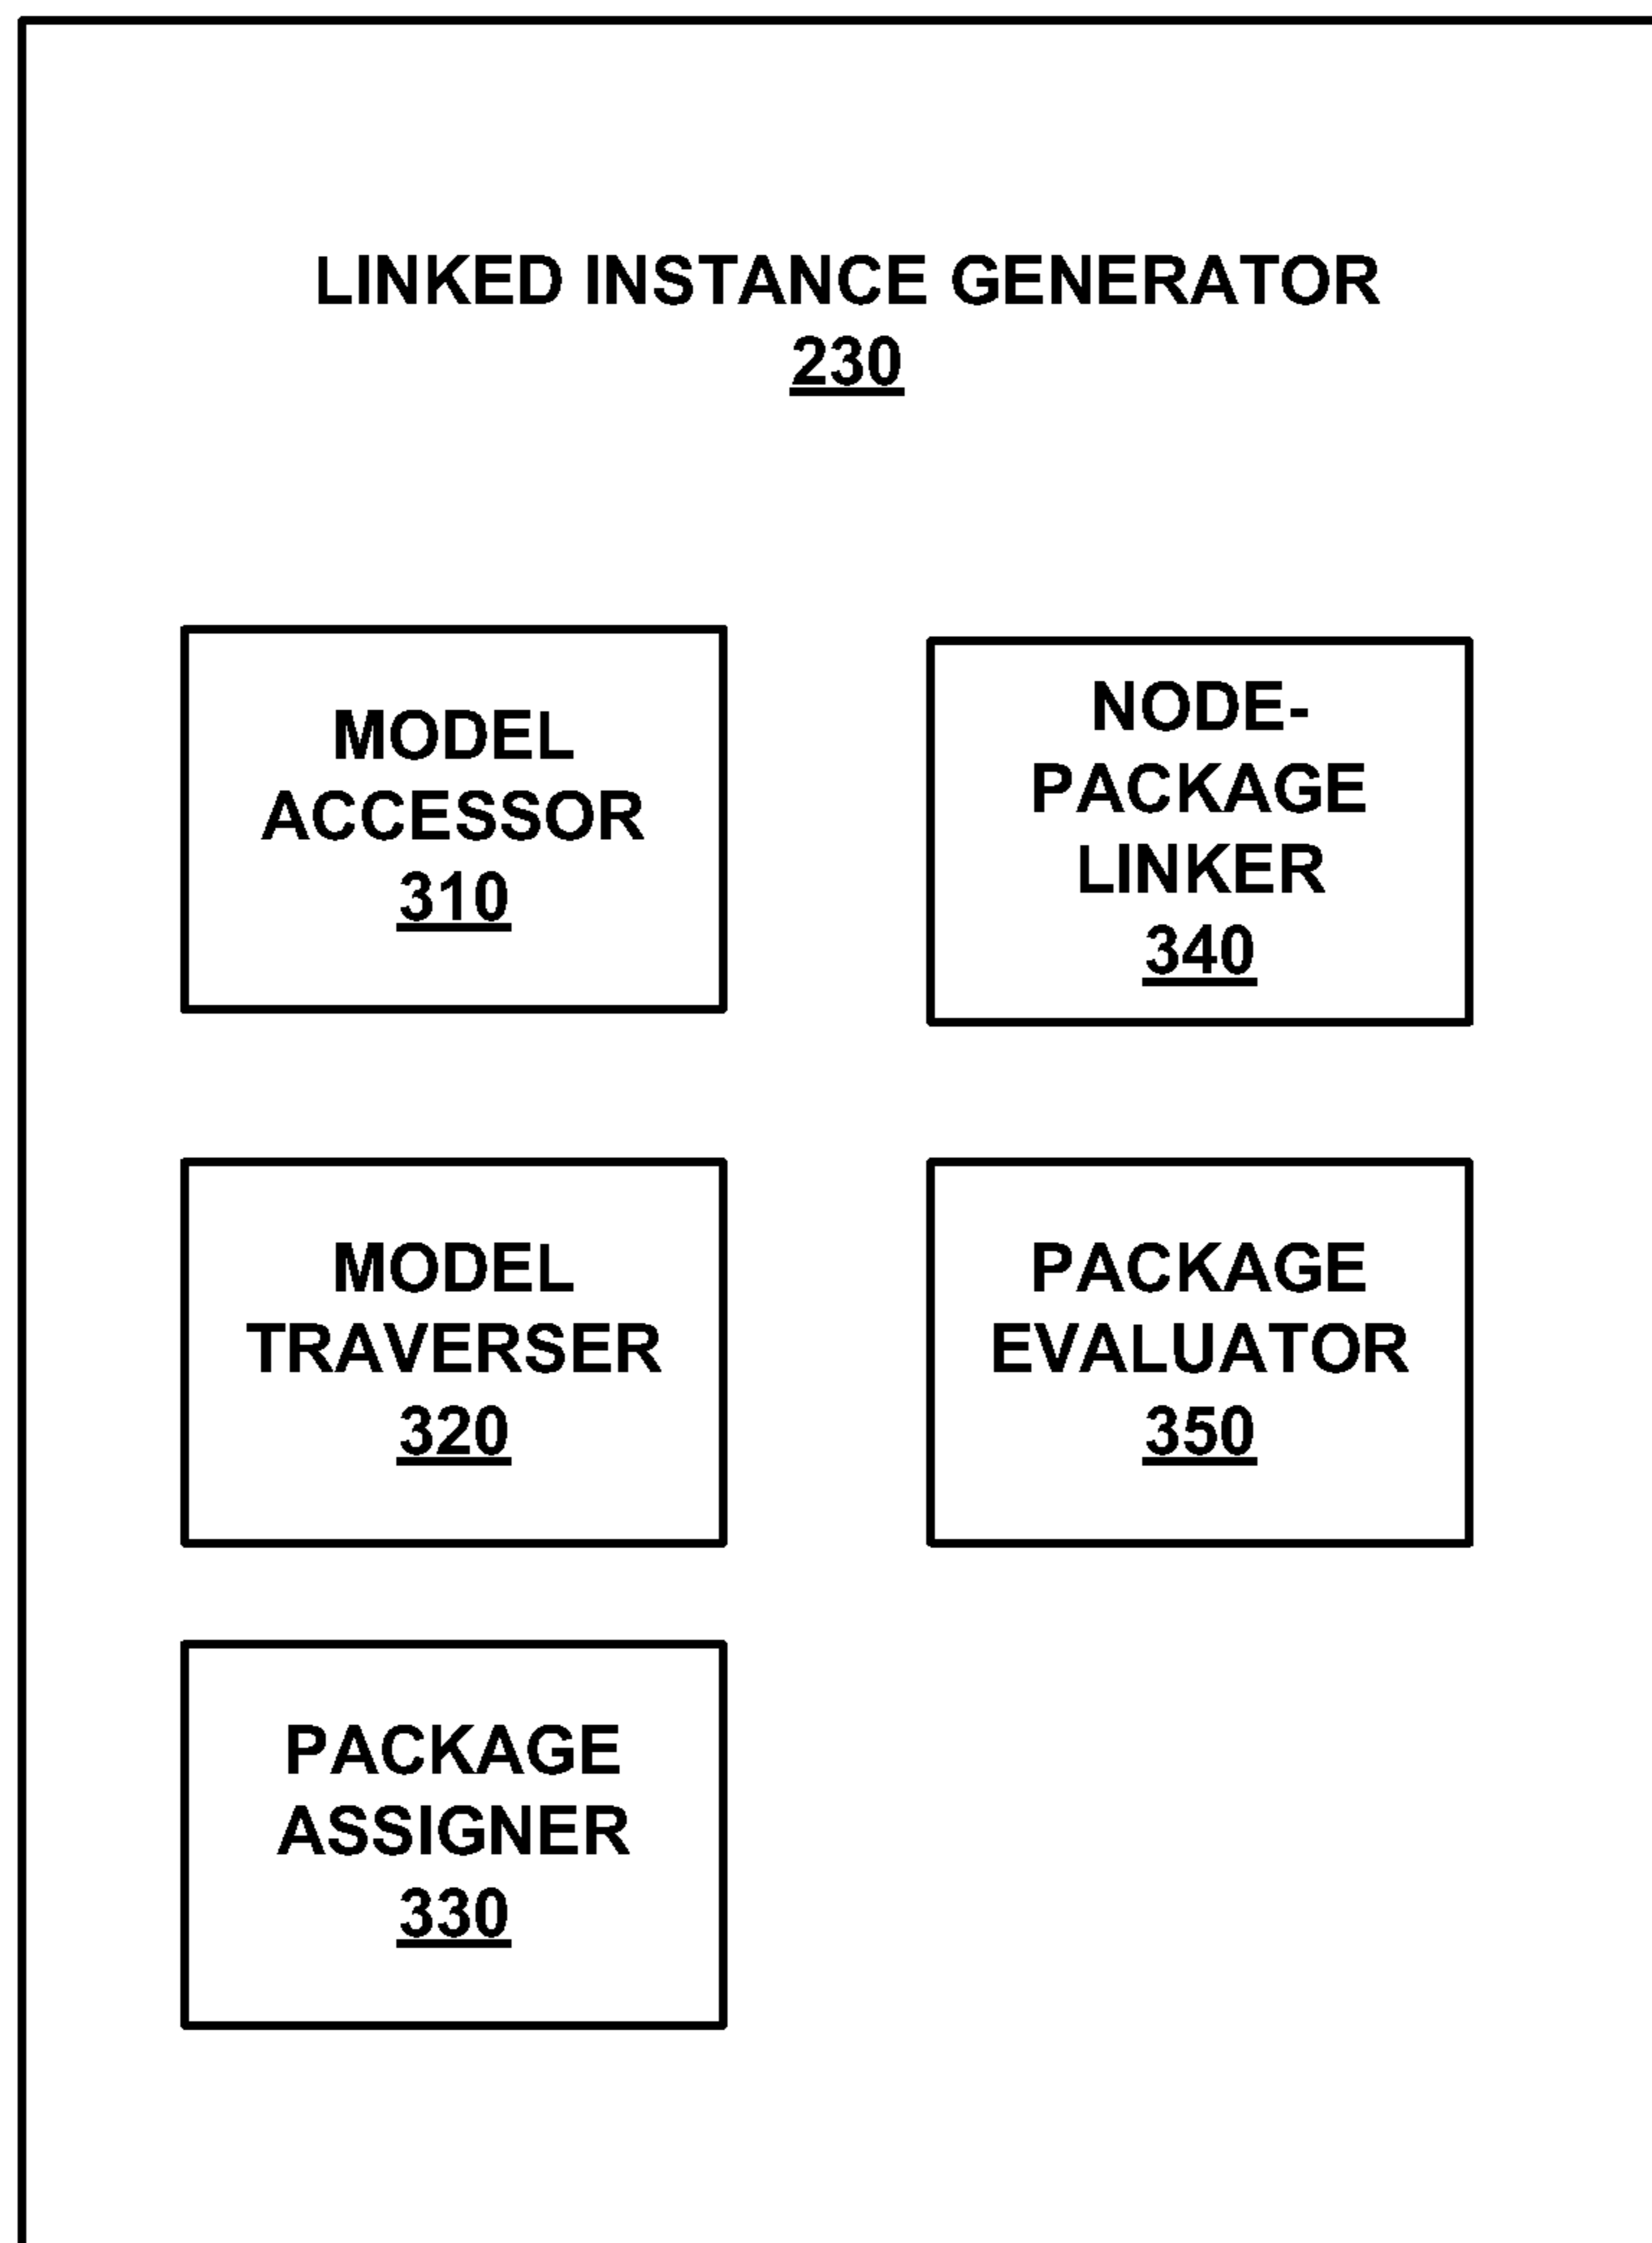 LINKED INSTANCE GENERATOR
230
MODEL
ACCESSOR
310
NODE-
PACKAGE
LINKER
340
MODEL
TRAVERSER
320
PACKAGE
EVALUATOR
350
PACKAGE
ASSIGNER
330